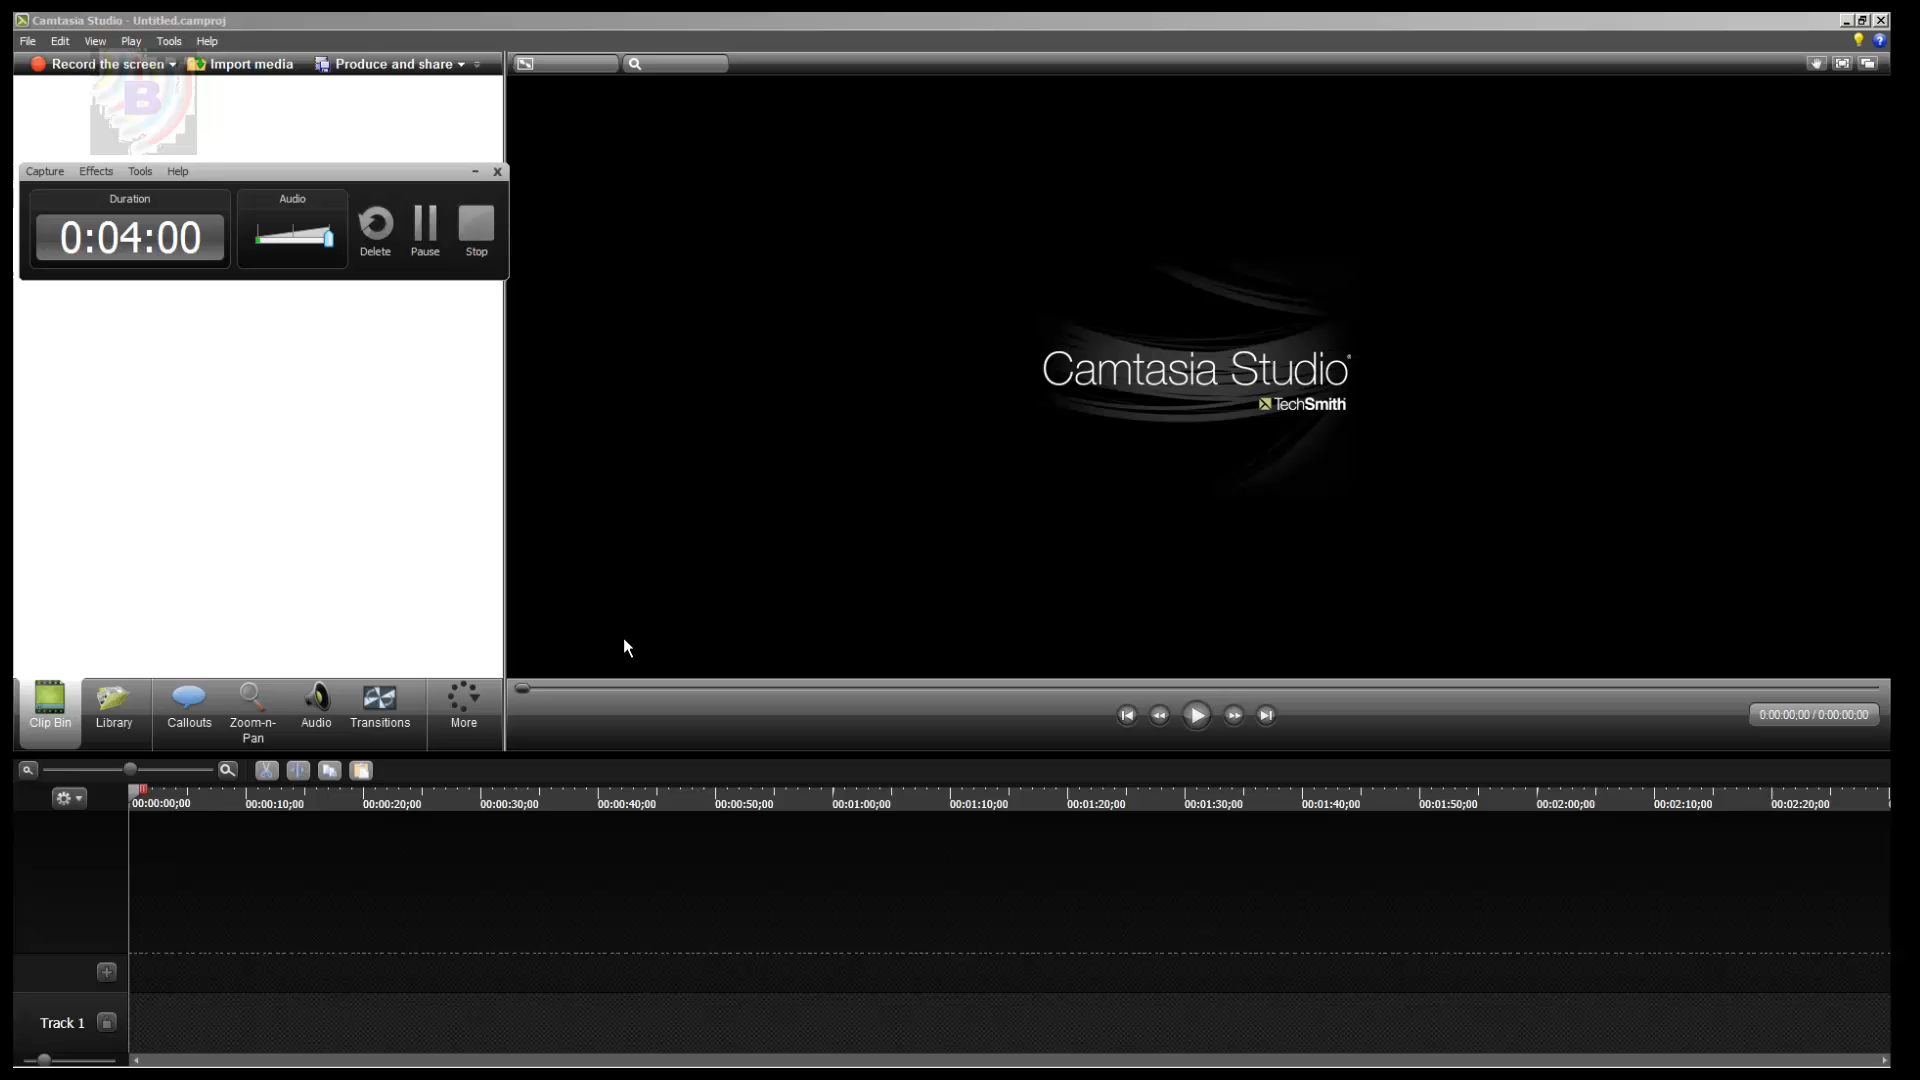 Camtasia Studio - Untitled.camproj
File Edit View Play Tools Help
Record the screen Import media Produce and share
B
Capture Effects Tools Help
Duration Audio
0:04:00
Delete Pause Stop
Camtasia Studio
TechSmith
Clip Bin Library Callouts Zoom-n-Pan Audio Transitions More
0:00:00;00 / 0:00:00;00
00:00:00;00 00:00:10;00 00:00:20;00 00:00:30;00 00:00:40;00 00:00:50;00 00:01:00;00 00:01:10;00 00:01:20;00 00:01:30;00 00:01:40;00 00:01:50;00 00:02:00;00 00:02:10;00 00:02:20;00
Track 1